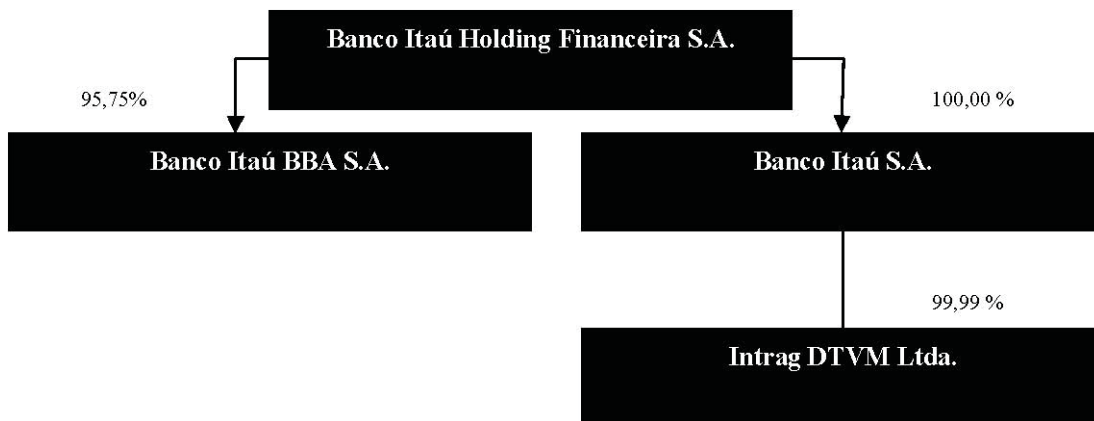 Banco Itaú Holding Financeira S.A.
95,75%
100,00 %
Banco Itaú BBA S.A.
Banco Itaú S.A.
99,99 %
Intrag DTVM Ltda.